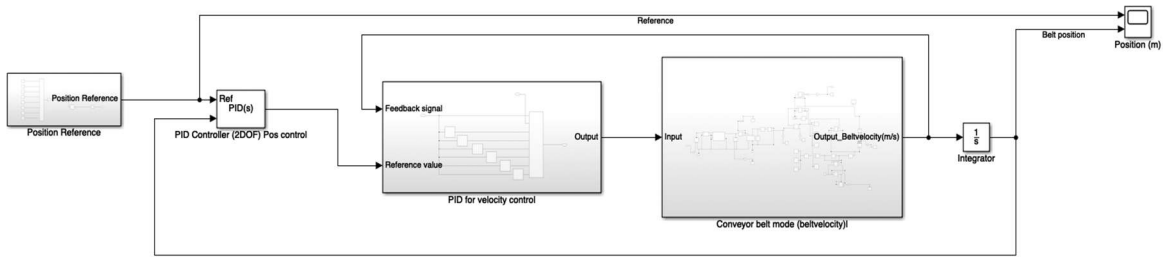 Reference
Belt position
Position (m)
Position Reference
Position Reference
Ref
PID(s)
PID Controller (2DOF) Pos control
Feedback signal
Reference value
Output
PID for velocity control
Input
Output_Beltvelocity(m/s)
Conveyor belt mode (beltvelocity)l
1
s
Integrator